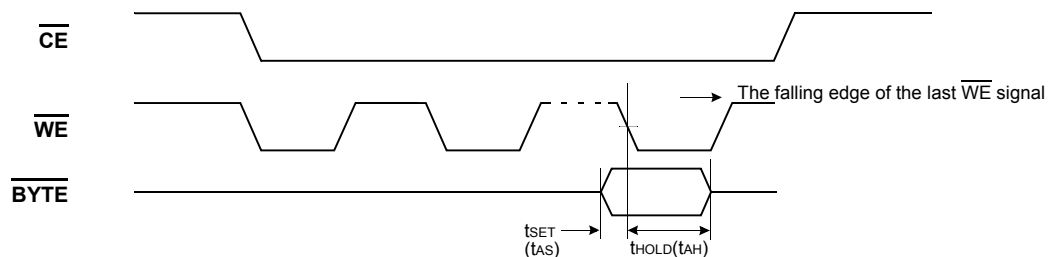 CE
The falling edge of the last WE signal
WE
BYTE
tSET
(tAS)
tHOLD(tAH)